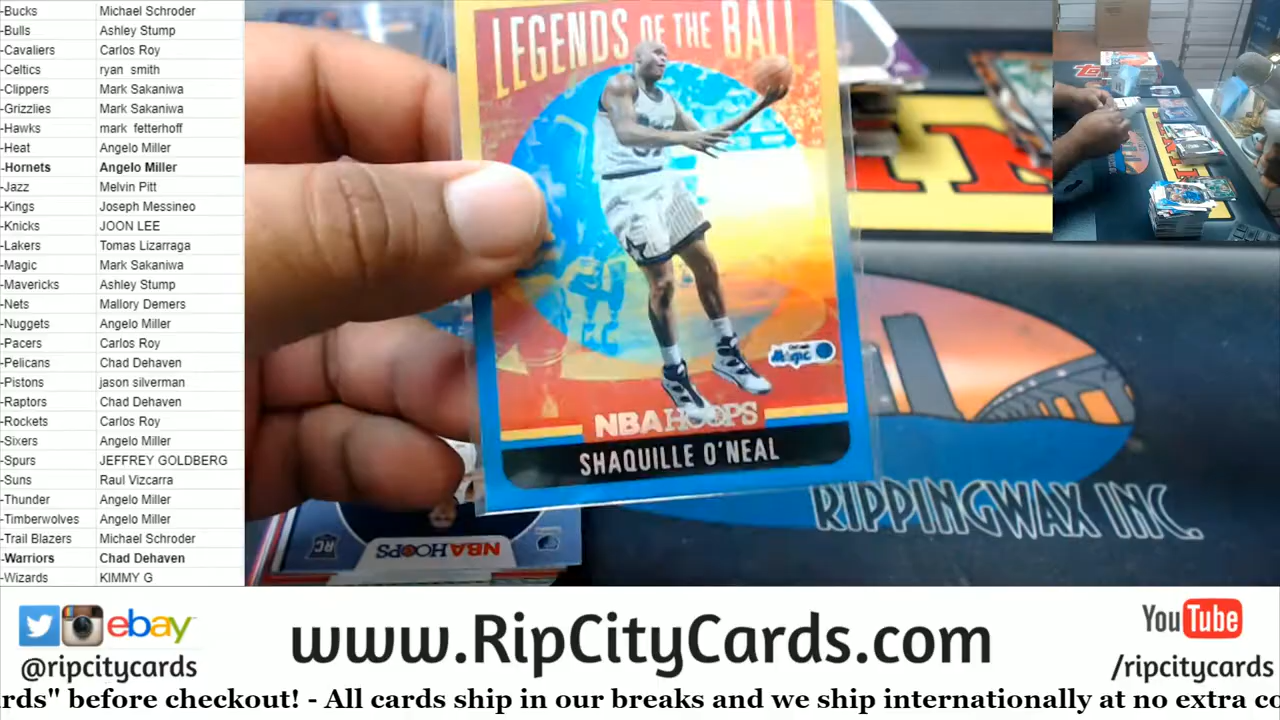 -Bucks Michael Schroder
-Bulls Ashley Stump
-Cavaliers Carlos Roy
-Celtics ryan smith
-Clippers Mark Sakaniwa
-Grizzlies Mark Sakaniwa
-Hawks mark fetterhoff
-Heat Angelo Miller
-Hornets Angelo Miller
-Jazz Melvin Pitt
-Kings Joseph Messineo
-Knicks JOON LEE
-Lakers Tomas Lizarraga
-Magic Mark Sakaniwa
-Mavericks Ashley Stump
-Nets Mallory Demers
-Nuggets Angelo Miller
-Pacers Carlos Roy
-Pelicans Chad Dehaven
-Pistons jason silverman
-Raptors Chad Dehaven
-Rockets Carlos Roy
-Sixers Angelo Miller
-Spurs JEFFREY GOLDBERG
-Suns Raul Vizcarra
-Thunder Angelo Miller
-Timberwolves Angelo Miller
-Trail Blazers Michael Schroder
-Warriors Chad Dehaven
-Wizards KIMMY G
LEGENDS OF THE BALL
Magic
NBA HOOPS
SHAQUILLE O'NEAL
RC
NBA HOOPS
RIPPINGWAX INC.
ebay
@ripcitycards
www.RipCityCards.com
YouTube
/ripcitycards
rds" before checkout! - All cards ship in our breaks and we ship internationally at no extra co